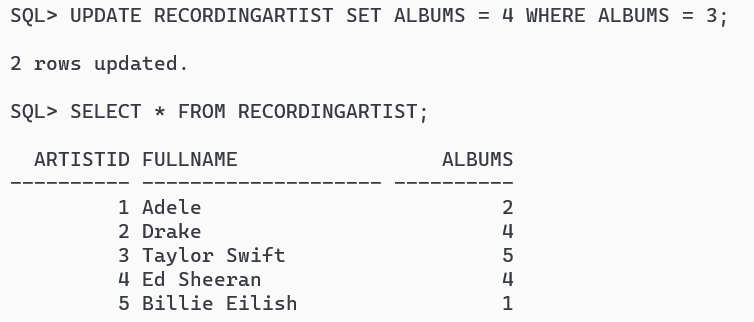 SQL> UPDATE RECORDINGARTIST SET ALBUMS = 4 WHERE ALBUMS = 3;
2 rows updated.
SQL> SELECT * FROM RECORDINGARTIST;
 ARTISTID FULLNAME                 ALBUMS
---------- -------------------- ----------
         1 Adele                         2
         2 Drake                         4
         3 Taylor Swift                  5
         4 Ed Sheeran                    4
         5 Billie Eilish                 1